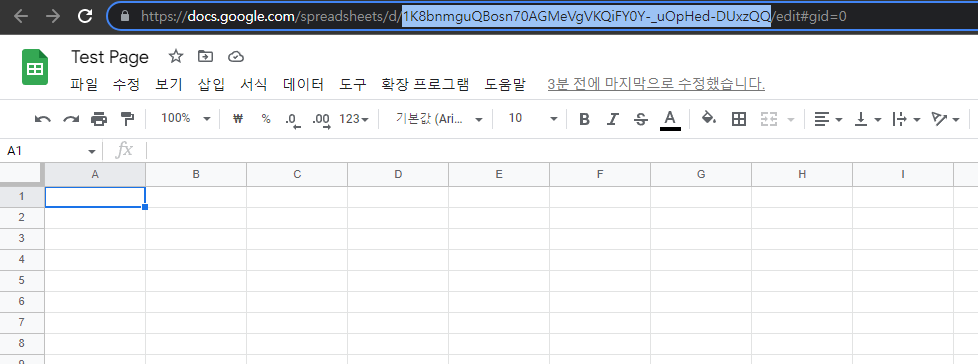 https://docs.google.com/spreadsheets/d/1K8bnmguQBosn70AGMeVgVKQiFY0Y-_uOpHed-DUxzQQ/edit#gid=0
Test Page
파일 수정 보기 삽입 서식 데이터 도구 확장 프로그램 도움말 3분 전에 마지막으로 수정했습니다.
100% ₩ % .0 .00 123 기본값 (Ari... 10 B I S A
A1 fx
A B C D E F G H I
1
2
3
4
5
6
7
8
9